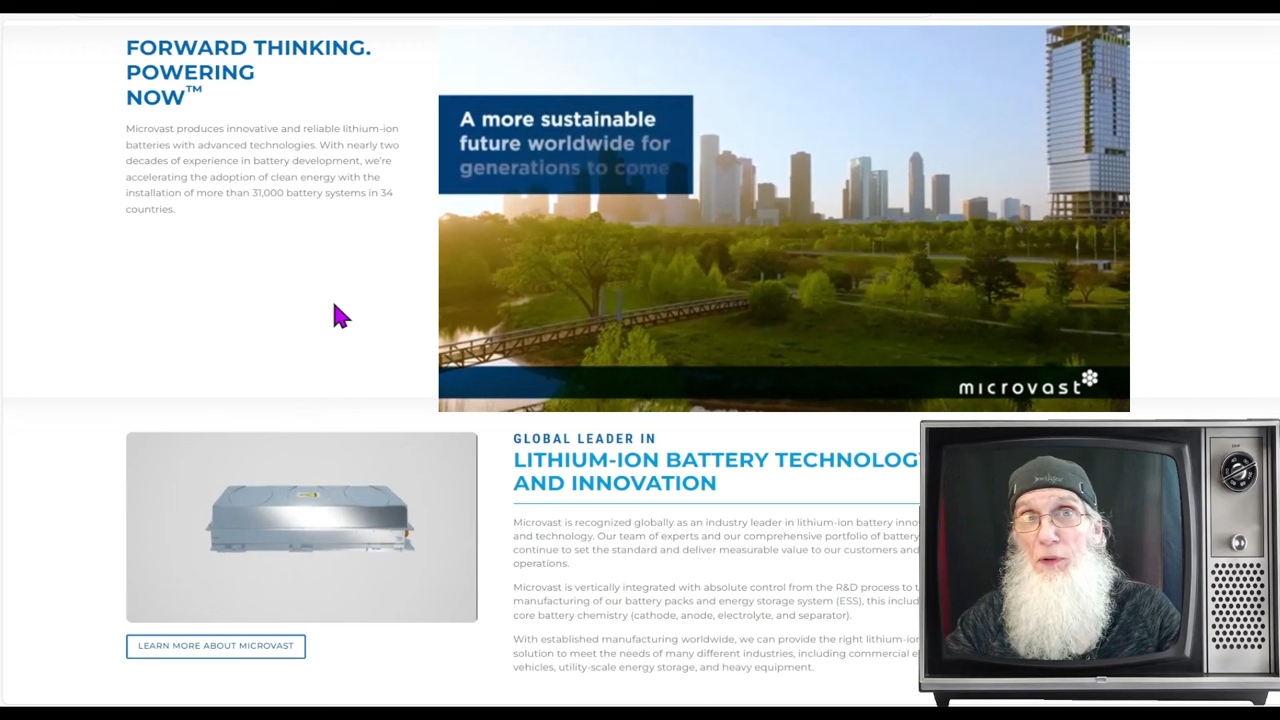 FORWARD THINKING.
POWERING
NOW™
Microvast produces innovative and reliable lithium-ion
batteries with advanced technologies. With nearly two
decades of experience in battery development, we're
accelerating the adoption of clean energy with the
installation of more than 31,000 battery systems in 34
countries.
A more sustainable
future worldwide for
generations to come
microvast
GLOBAL LEADER IN
LITHIUM-ION BATTERY TECHNOLOGY
AND INNOVATION
Microvast is recognized globally as an industry leader in lithium-ion battery inno
and technology. Our team of experts and our comprehensive portfolio of battery
continue to set the standard and deliver measurable value to our customers and
operations.
Microvast is vertically integrated with absolute control from the R&D process to t
manufacturing of our battery packs and energy storage system (ESS), this includ
core battery chemistry (cathode, anode, electrolyte, and separator).
With established manufacturing worldwide, we can provide the right lithium-ion
solution to meet the needs of many different industries, including commercial e
vehicles, utility-scale energy storage, and heavy equipment.
LEARN MORE ABOUT MICROVAST